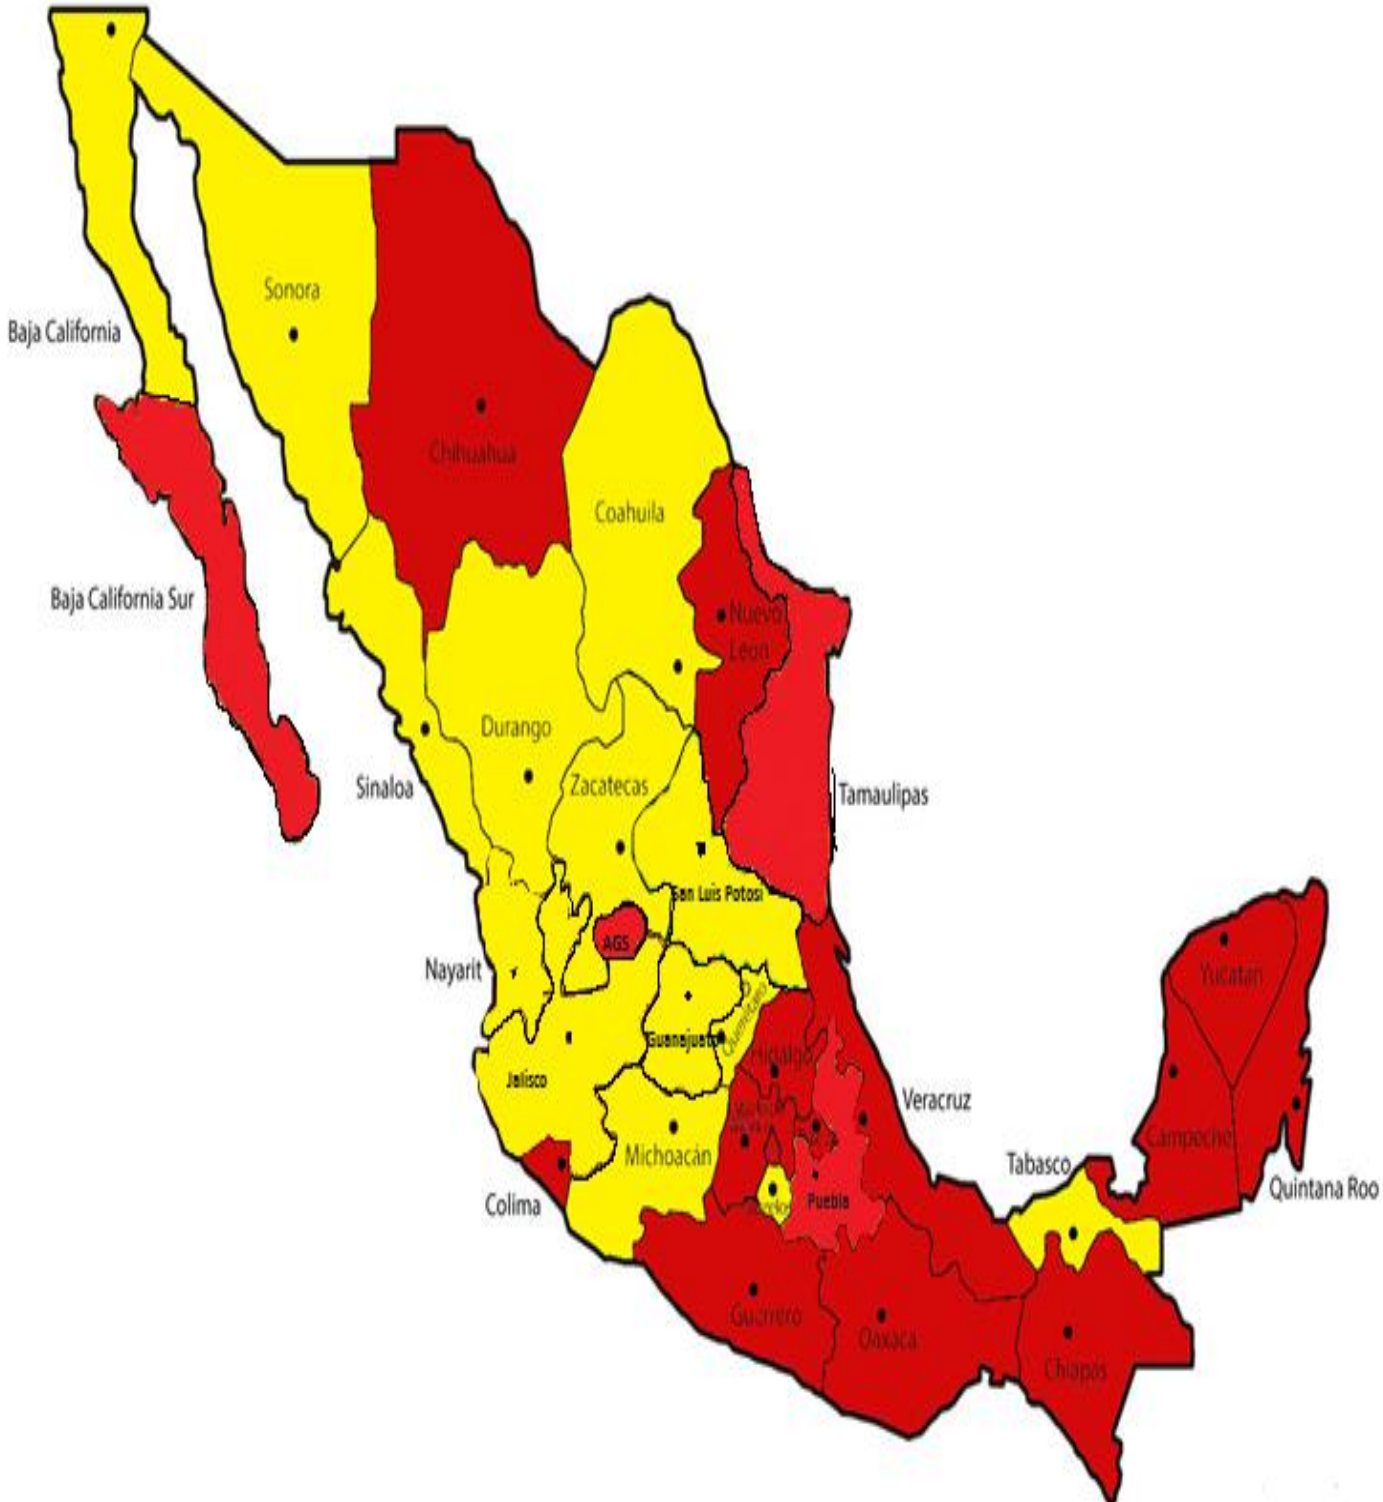 Sonora
Baja California
Chihuahua
Coahuila
Baja California Sur
Nuevo
León
Durango
Sinaloa
Zacatecas
Tamaulipas
San Luis Potosi
AGS
Nayarit
Yucatán
Querétaro
Guanajuato
Hidalgo
Jalisco
Veracruz
Campeche
Michoacán
Tabasco
Quintana Roo
Colima
Puebla
Guerrero
Oaxaca
Chiapas